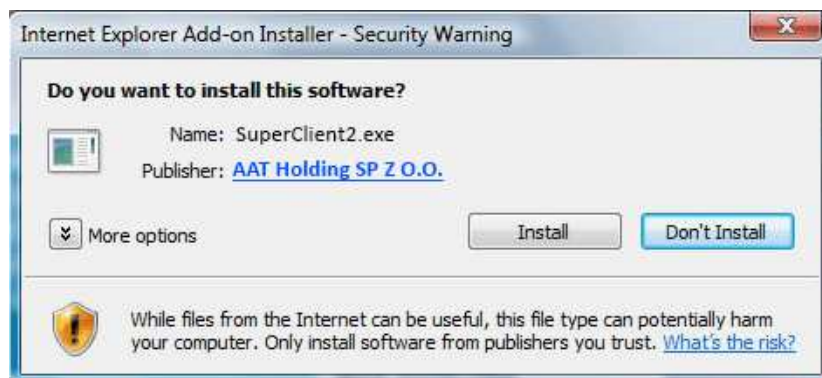 Internet Explorer Add-on Installer - Security Warning
Do you want to install this software?
Name: SuperClient2.exe
Publisher: AAT Holding SP Z O.O.
More options
Install
Don't Install
While files from the Internet can be useful, this file type can potentially harm
your computer. Only install software from publishers you trust. What's the risk?